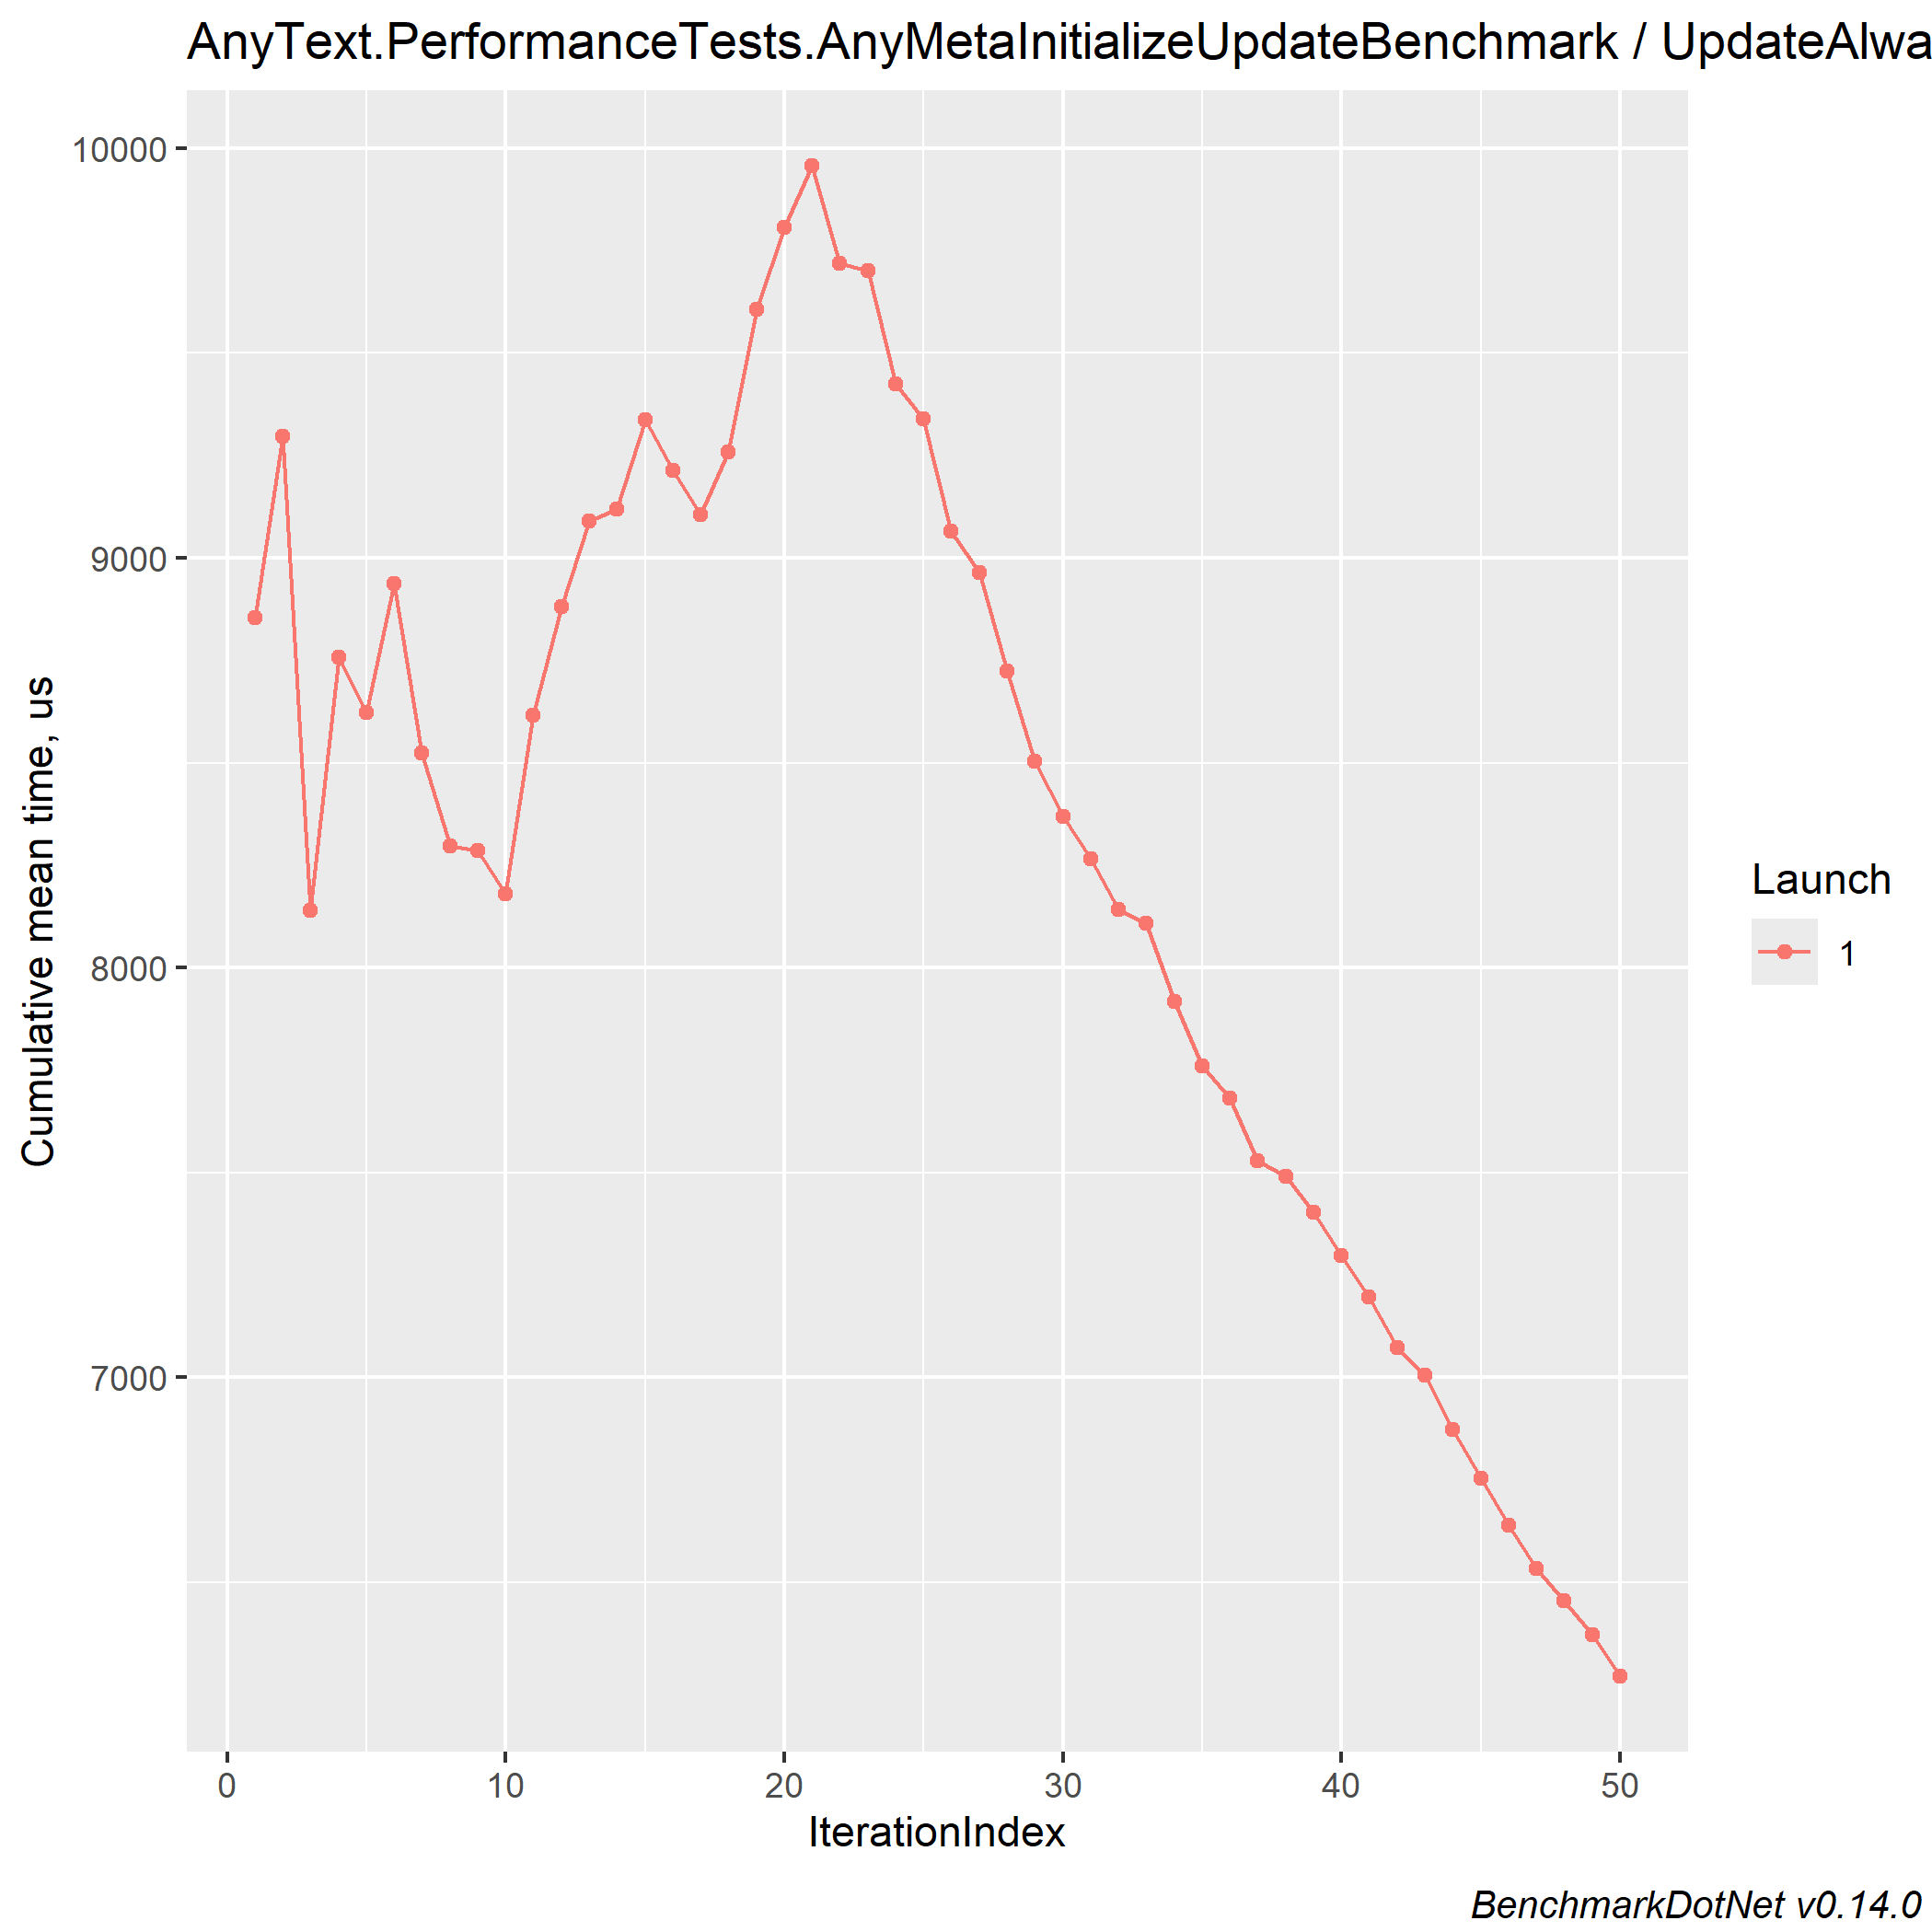 AnyText.PerformanceTests.AnyMetaInitializeUpdateBenchmark / UpdateAlwa
10000
9000
8000
7000
Cumulative mean time, us
0 10 20 30 40 50
IterationIndex
Launch
1
BenchmarkDotNet v0.14.0